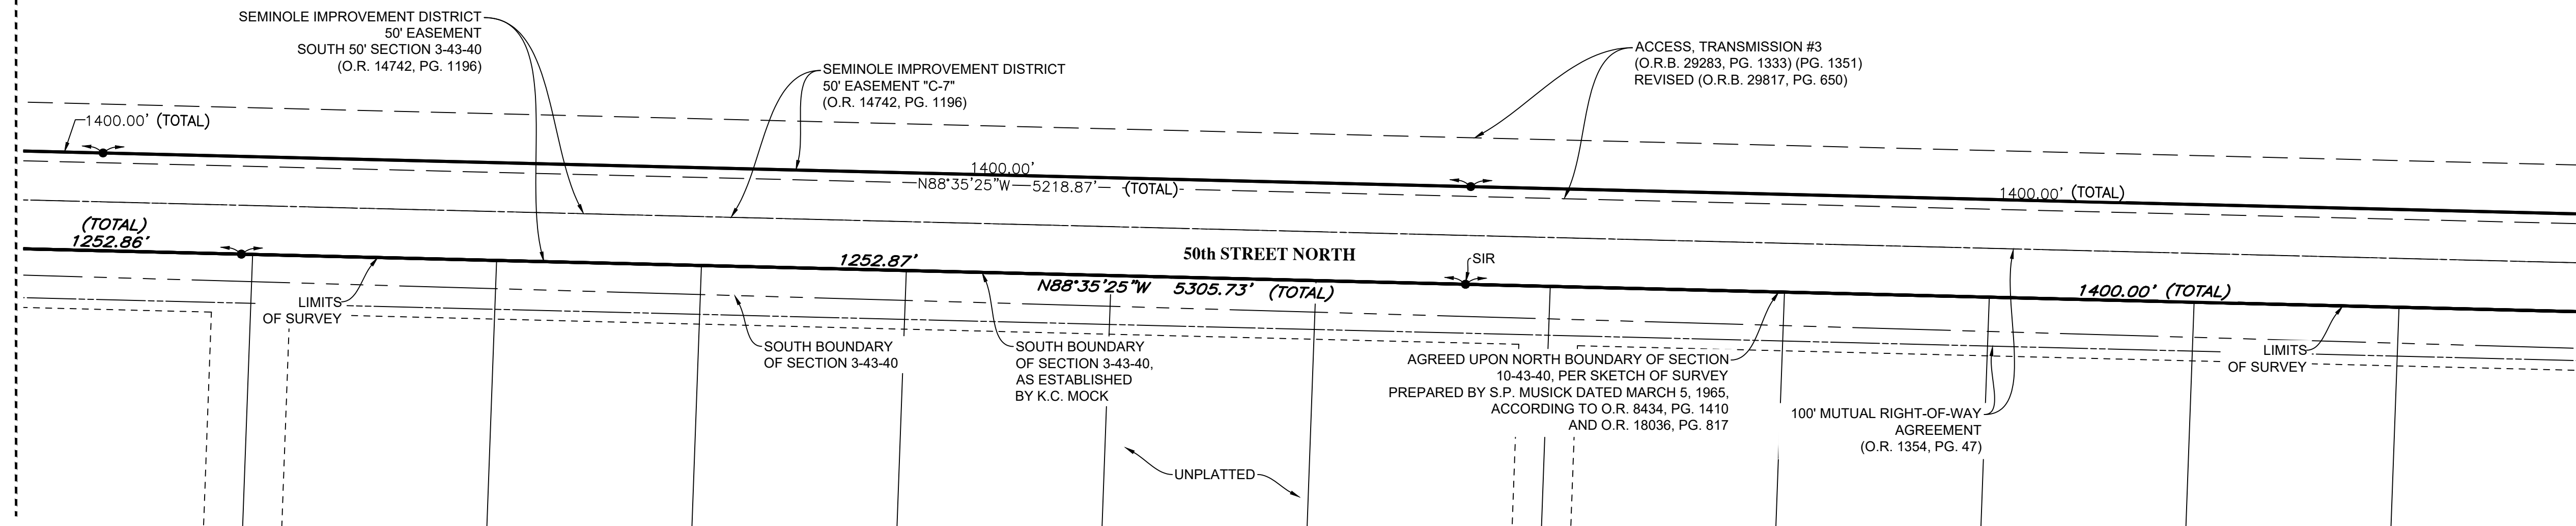 SEMINOLE IMPROVEMENT DISTRICT
50' EASEMENT
SOUTH 50' SECTION 3-43-40
(O.R. 14742, PG. 1196)
SEMINOLE IMPROVEMENT DISTRICT
50' EASEMENT "C-7"
(O.R. 14742, PG. 1196)
ACCESS, TRANSMISSION #3
(O.R.B. 29283, PG. 1333) (PG. 1351)
REVISED (O.R.B. 29817, PG. 650)
1400.00' (TOTAL)
1400.00'
N88°35'25"W 5218.87' (TOTAL)
1400.00' (TOTAL)
(TOTAL)
1252.86'
1252.87'
50th STREET NORTH
SIR
N88°35'25"W 5305.73' (TOTAL)
1400.00' (TOTAL)
LIMITS
OF SURVEY
SOUTH BOUNDARY
OF SECTION 3-43-40
SOUTH BOUNDARY
OF SECTION 3-43-40,
AS ESTABLISHED
BY K.C. MOCK
AGREED UPON NORTH BOUNDARY OF SECTION
10-43-40, PER SKETCH OF SURVEY
PREPARED BY S.P. MUSICK DATED MARCH 5, 1965,
ACCORDING TO O.R. 8434, PG. 1410
AND O.R. 18036, PG. 817
100' MUTUAL RIGHT-OF-WAY
AGREEMENT
(O.R. 1354, PG. 47)
LIMITS
OF SURVEY
UNPLATTED